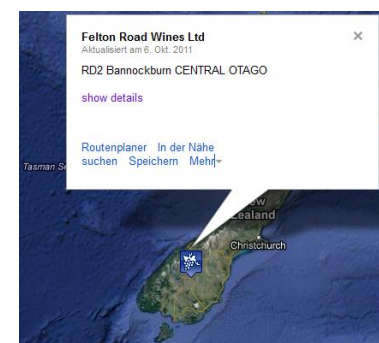 Felton Road Wines Ltd
Aktualisiert am 6. Okt. 2011
RD2 Bannockburn CENTRAL OTAGO
show details
Routenplaner In der Nähe
suchen Speichern Mehr
Tasman
Zealand
Christchurch